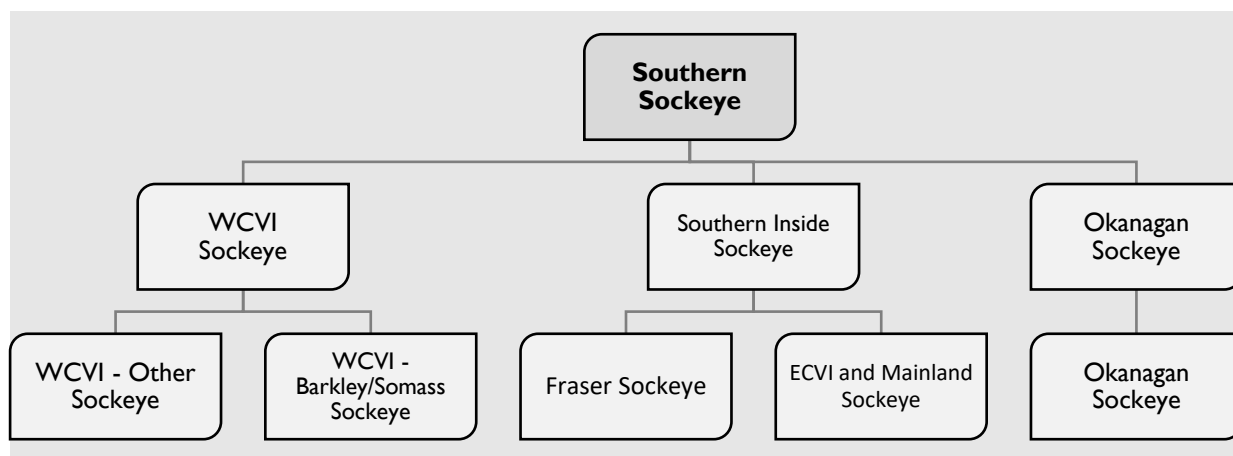 Southern
Sockeye
WCVI
Sockeye
Southern Inside
Sockeye
Okanagan
Sockeye
WCVI - Other
Sockeye
WCVI -
Barkley/Somass
Sockeye
Fraser Sockeye
ECVI and Mainland
Sockeye
Okanagan
Sockeye